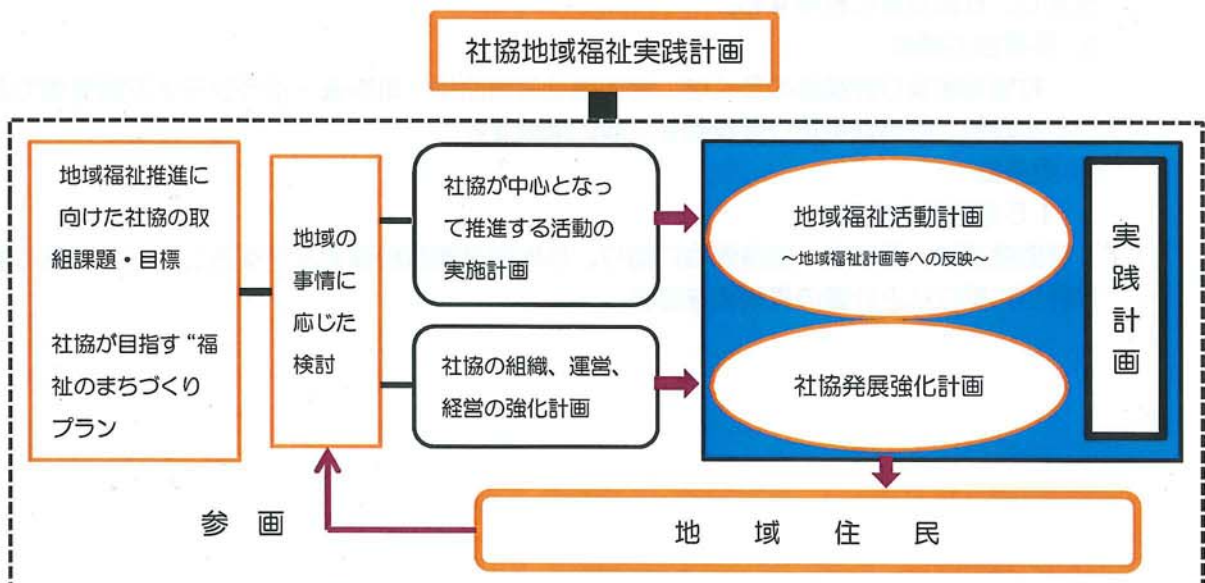 社協地域福祉実践計画
地域福祉推進に
向けた社協の取
組課題・目標
社協が目指す“福
祉のまちづくり
プラン
地域の
事情に
応じた
検討
社協が中心となっ
て推進する活動の
実施計画
社協の組織、運営、
経営の強化計画
地域福祉活動計画
~地域福祉計画等への反映~
社協発展強化計画
実践計画
参 画
地 域 住 民